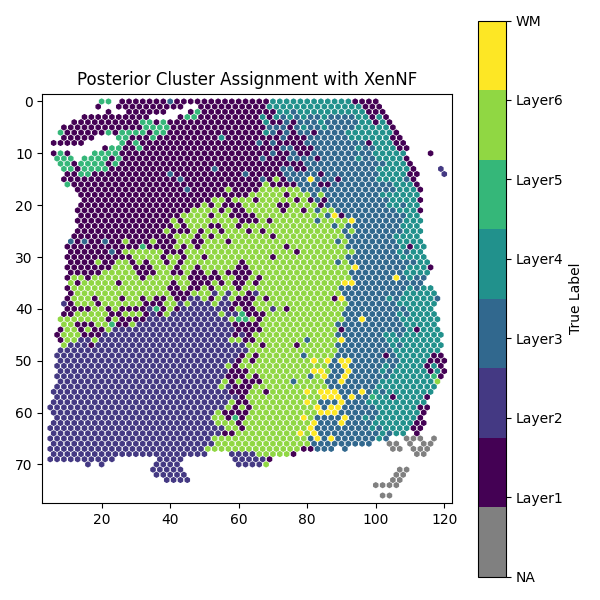 Posterior Cluster Assignment with XenNF
0
10
20
30
40
50
60
70
20
40
60
80
100
120
WM
Layer6
Layer5
Layer4
Layer3
Layer2
Layer1
NA
True Label